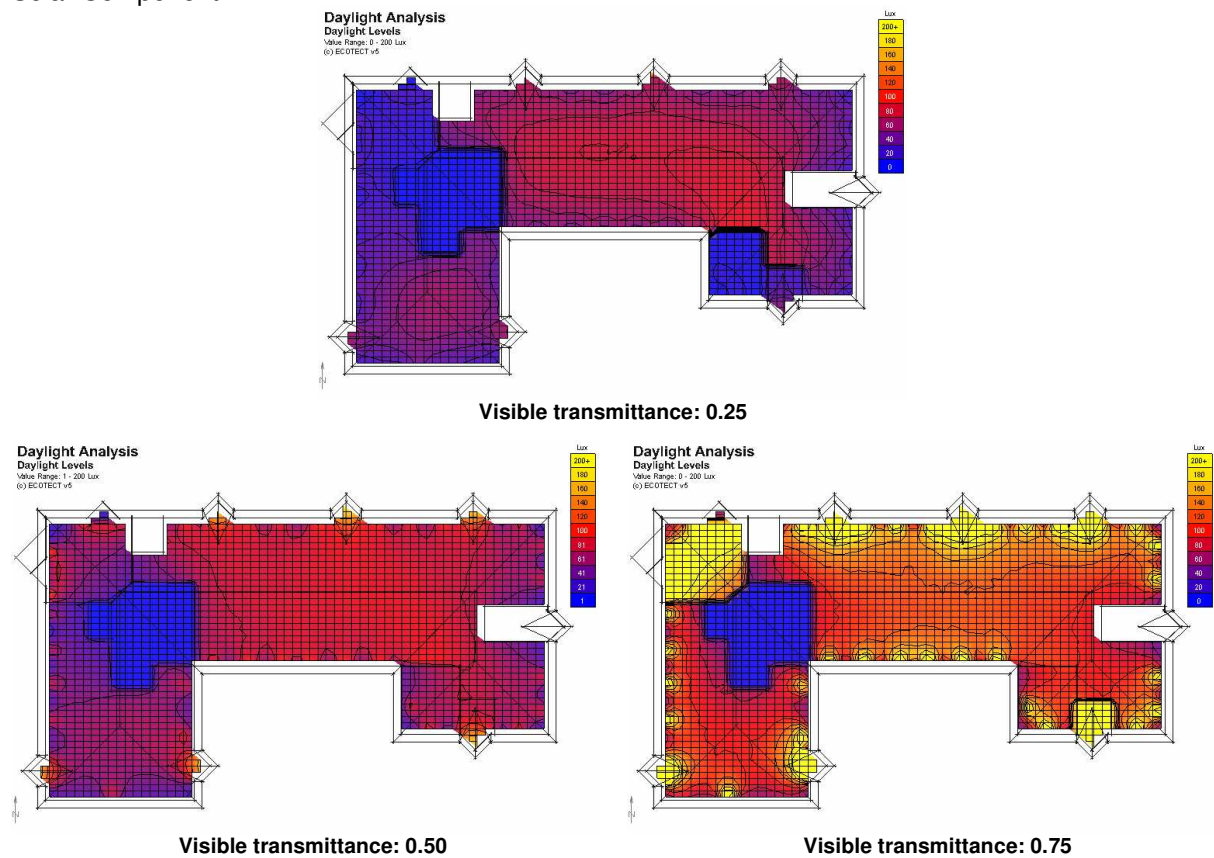 Daylight Analysis
Daylight Levels
Value Range: 0 - 200 Lux
(c) ECOTECT v5
Lux
200+
180
160
140
120
100
80
60
40
20
0
N
Visible transmittance: 0.25
Daylight Analysis
Daylight Levels
Value Range: 1 - 200 Lux
(c) ECOTECT v5
Lux
200+
180
160
140
120
100
81
61
41
21
1
N
Visible transmittance: 0.50
Daylight Analysis
Daylight Levels
Value Range: 0 - 200 Lux
(c) ECOTECT v5
Lux
200+
180
160
140
120
100
80
60
40
20
0
N
Visible transmittance: 0.75